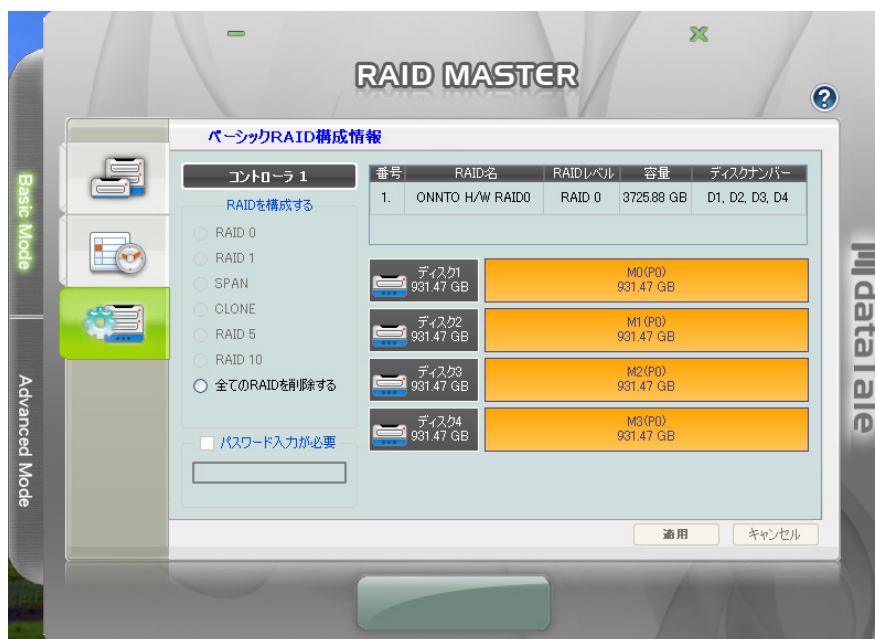 RAID MASTER
ベーシックRAID構成情報
Basic Mode
Advanced Mode
コントローラ 1
RAIDを構成する
RAID 0
RAID 1
SPAN
CLONE
RAID 5
RAID 10
全てのRAIDを削除する
パスワード入力が必要
番号 RAID名 RAIDレベル 容量 ディスクナンバー
1. ONNTO H/W RAID0 RAID 0 3725.88 GB D1, D2, D3, D4
ディスク1
931.47 GB
M0(P0)
931.47 GB
ディスク2
931.47 GB
M1(P0)
931.47 GB
ディスク3
931.47 GB
M2(P0)
931.47 GB
ディスク4
931.47 GB
M3(P0)
931.47 GB
適用
キャンセル
datatale